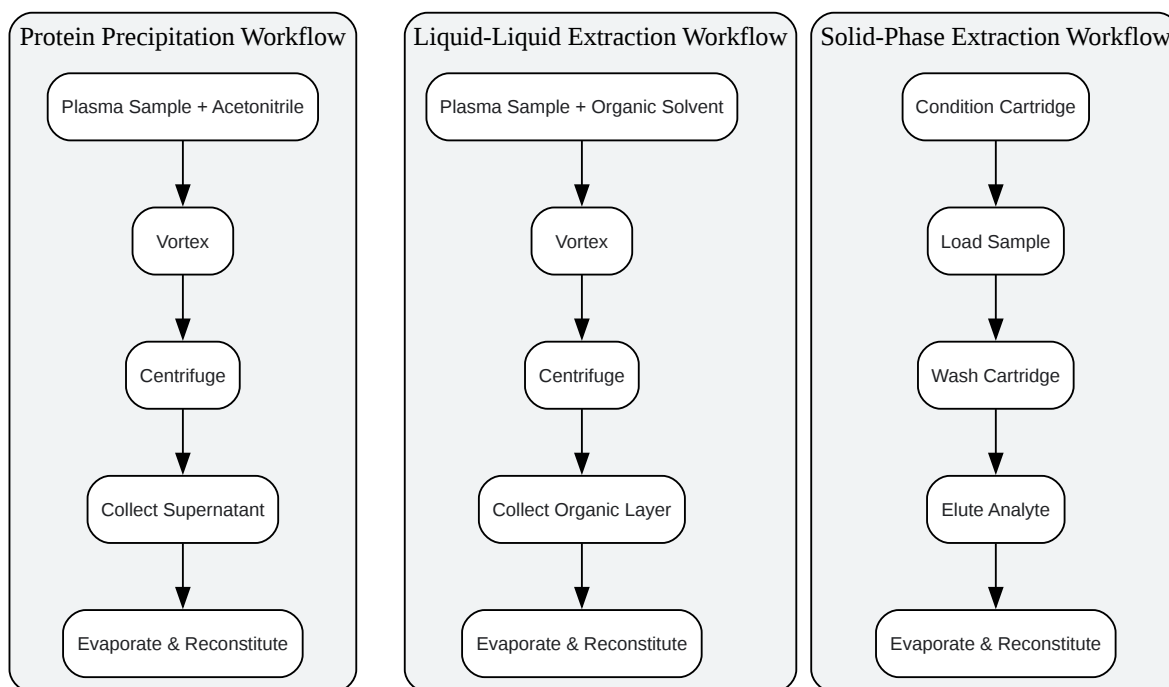 Protein Precipitation Workflow
Plasma Sample + Acetonitrile
Vortex
Centrifuge
Collect Supernatant
Evaporate & Reconstitute
Liquid-Liquid Extraction Workflow
Plasma Sample + Organic Solvent
Vortex
Centrifuge
Collect Organic Layer
Evaporate & Reconstitute
Solid-Phase Extraction Workflow
Condition Cartridge
Load Sample
Wash Cartridge
Elute Analyte
Evaporate & Reconstitute